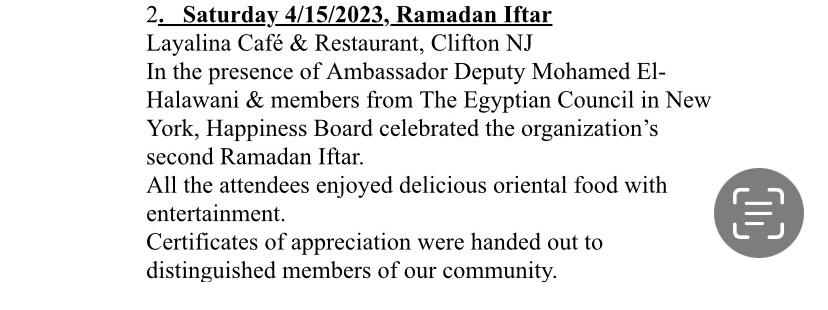 2. Saturday 4/15/2023, Ramadan Iftar
Layalina Café & Restaurant, Clifton NJ
In the presence of Ambassador Deputy Mohamed El-
Halawani & members from The Egyptian Council in New
York, Happiness Board celebrated the organization’s
second Ramadan Iftar.
All the attendees enjoyed delicious oriental food with
entertainment.
Certificates of appreciation were handed out to
distinguished members of our community.